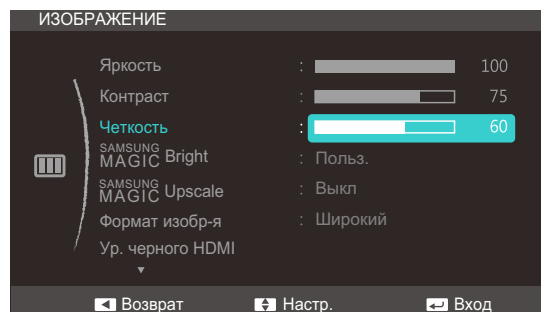 ИЗОБРАЖЕНИЕ
Яркость : 100
Контраст : 75
Четкость : 60
SAMSUNG MAGIC Bright : Польз.
SAMSUNG MAGIC Upscale : Выкл
Формат изобр-я : Широкий
Ур. черного HDMI
Возврат Настр. Вход